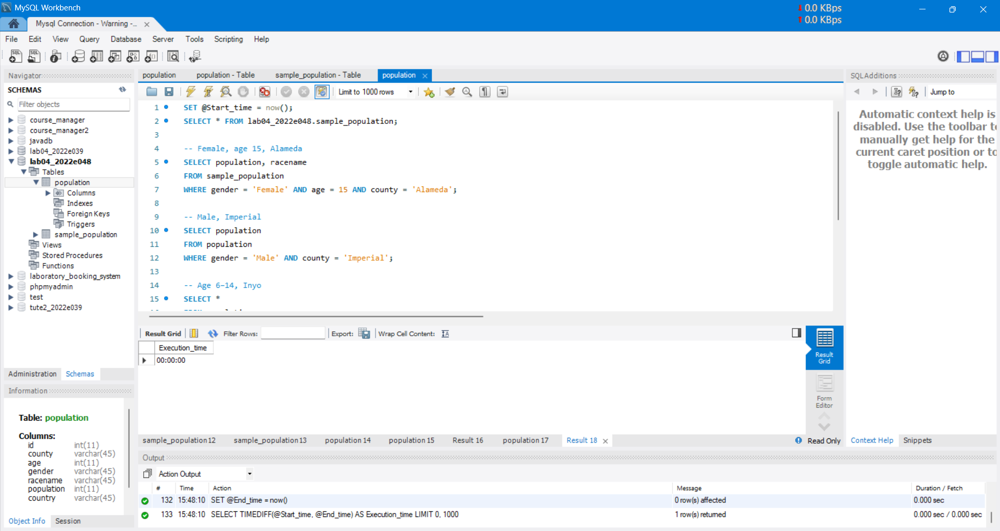 MySQL Workbench
0.0 KBps
0.0 KBps
Mysql Connection - Warning -...
File Edit View Query Database Server Tools Scripting Help
Navigator
SCHEMAS
Filter objects
course_manager
course_manager2
javadb
lab04_2022e039
lab04_2022e048
Tables
population
Columns
Indexes
Foreign Keys
Triggers
sample_population
Views
Stored Procedures
Functions
laboratory_booking_system
phpmyadmin
test
tute2_2022e039
Administration Schemas
Information
Table: population
Columns:
id int(11)
county varchar(45)
age int(11)
gender varchar(45)
racename varchar(45)
population int(11)
country varchar(45)
Object Info Session
population population - Table sample_population - Table population
Limit to 1000 rows
1 SET @Start_time = now();
2 SELECT * FROM lab04_2022e048.sample_population;
3
4 -- Female, age 15, Alameda
5 SELECT population, racename
6 FROM sample_population
7 WHERE gender = 'Female' AND age = 15 AND county = 'Alameda';
8
9 -- Male, Imperial
10 SELECT population
11 FROM population
12 WHERE gender = 'Male' AND county = 'Imperial';
13
14 -- Age 6–14, Inyo
15 SELECT *
Result Grid Filter Rows: Export: Wrap Cell Content:
Execution_time
00:00:00
Result
Grid
Form
Editor
sample_population 12 sample_population 13 population 14 population 15 Result 16 population 17 Result 18 Read Only
Output
Action Output
# Time Action Message Duration / Fetch
132 15:48:10 SET @End_time = now() 0 row(s) affected 0.000 sec
133 15:48:10 SELECT TIMEDIFF(@Start_time, @End_time) AS Execution_time LIMIT 0, 1000 1 row(s) returned 0.000 sec / 0.000 sec
SQLAdditions
Jump to
Automatic context help is
disabled. Use the toolbar to
manually get help for the
current caret position or to
toggle automatic help.
Context Help Snippets